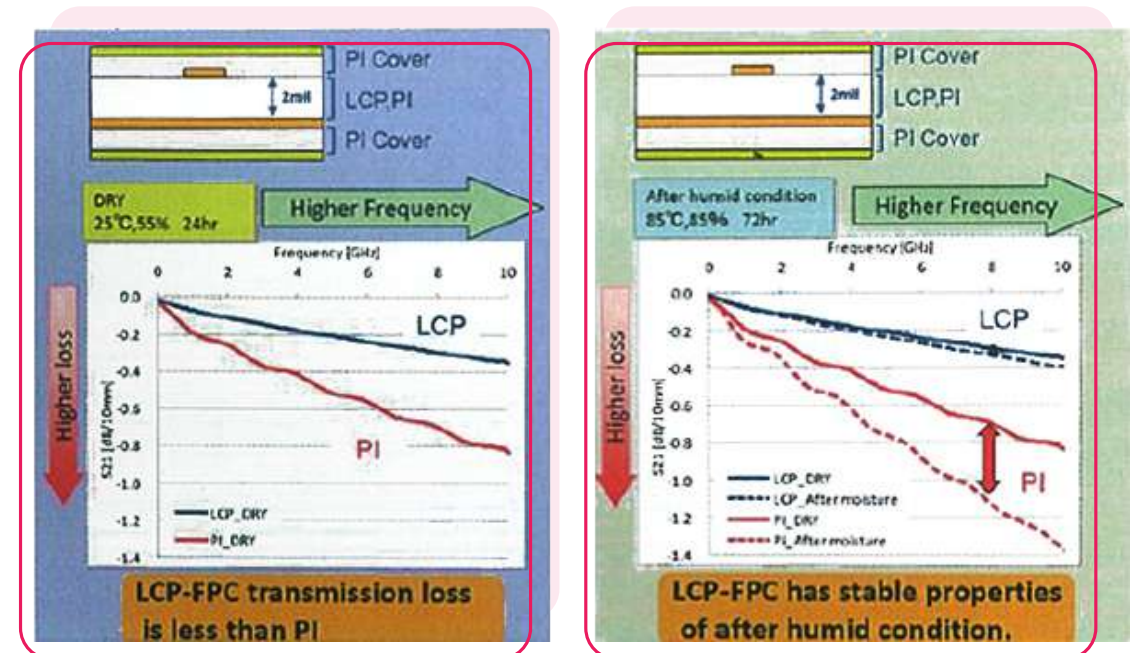 PI Cover
2mil
LCP,PI
PI Cover
DRY
25℃,55% 24hr
Higher Frequency
Frequency [GHz]
0 2 4 6 8 10
Higher loss
S21 [dB/10mm]
0.0
-0.2
-0.4
-0.6
-0.8
-1.0
-1.2
-1.4
LCP
PI
LCP_DRY
PI_DRY
LCP-FPC transmission loss
is less than PI
PI Cover
2mil
LCP,PI
PI Cover
After humid condition
85℃,85% 72hr
Higher Frequency
Frequency [GHz]
0 2 4 6 8 10
Higher loss
S21 [dB/10mm]
0.0
-0.2
-0.4
-0.6
-0.8
-1.0
-1.2
-1.4
LCP
PI
LCP_DRY
LCP_After moisture
PI_DRY
PI_After moisture
LCP-FPC has stable properties
of after humid condition.